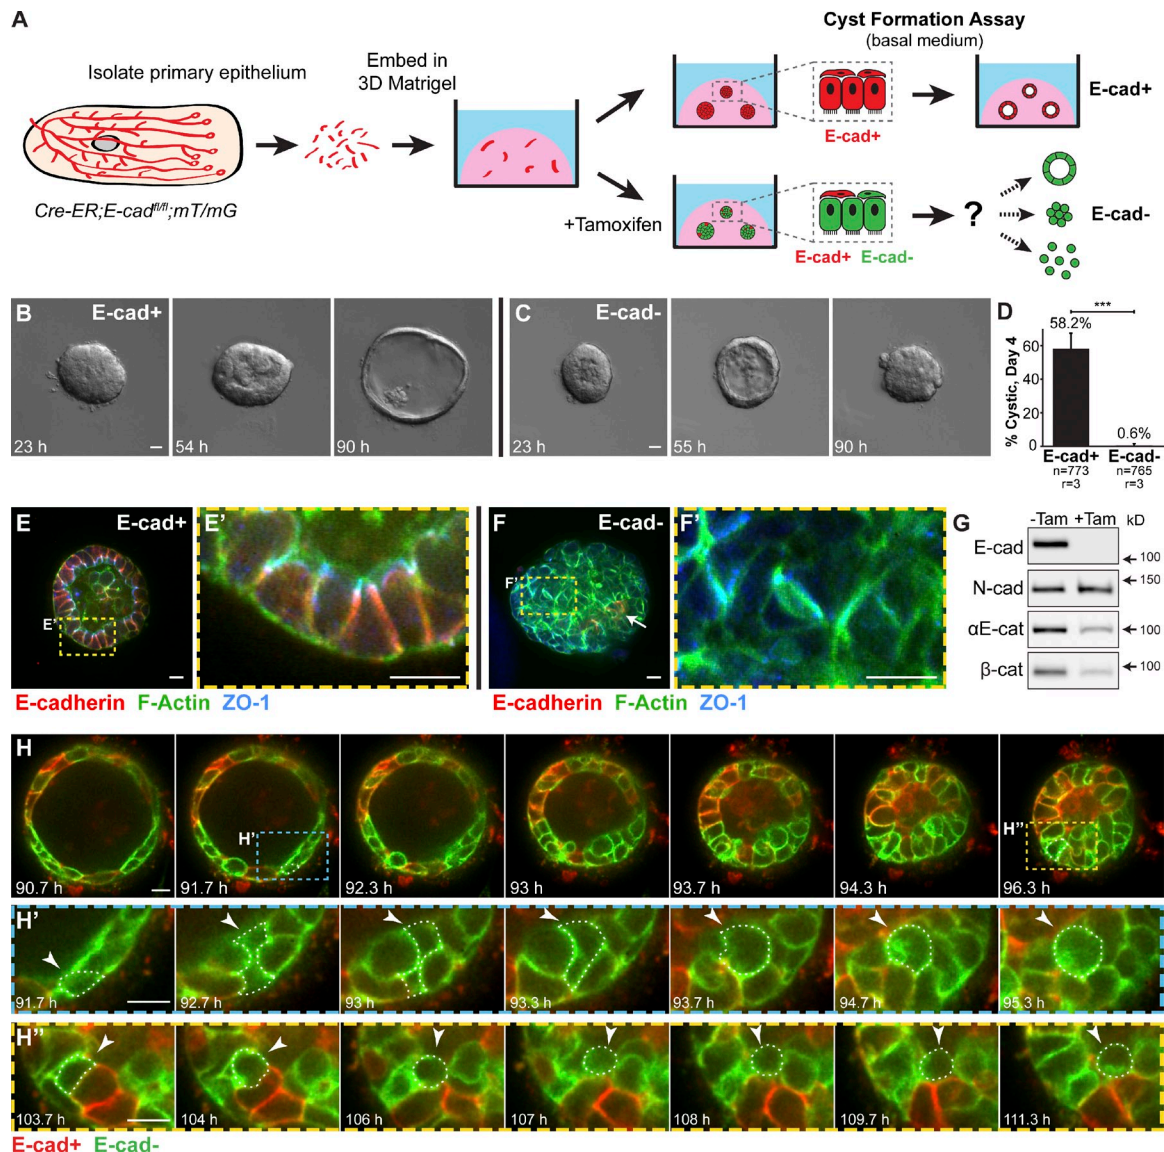 A
Isolate primary epithelium
Cre-ER;E-cad^fl/fl;mT/mG
Embed in
3D Matrigel
+Tamoxifen
Cyst Formation Assay
(basal medium)
E-cad+
E-cad+
E-cad+ E-cad-
?
E-cad-
B E-cad+
23 h
54 h
90 h
C E-cad-
23 h
55 h
90 h
D
***
58.2%
0.6%
% Cystic, Day 4
60
40
20
0
E-cad+ E-cad-
n=773 n=765
r=3 r=3
E E-cad+
E'
E'
E-cadherin F-Actin ZO-1
F E-cad-
F'
F'
E-cadherin F-Actin ZO-1
G
-Tam +Tam kD
E-cad
100
N-cad
150
αE-cat
100
β-cat
100
H
90.7 h
H'
91.7 h
92.3 h
93 h
93.7 h
94.3 h
H"
96.3 h
H'
91.7 h
92.7 h
93 h
93.3 h
93.7 h
94.7 h
95.3 h
H"
103.7 h
104 h
106 h
107 h
108 h
109.7 h
111.3 h
E-cad+ E-cad-